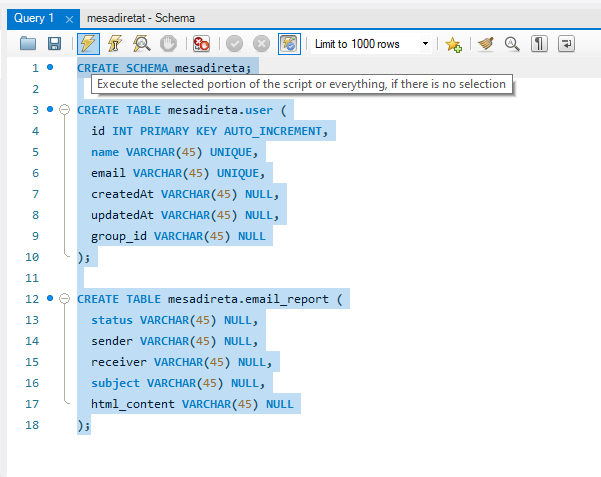 Query 1 mesadiretat - Schema
Limit to 1000 rows
1 CREATE SCHEMA mesadireta;
Execute the selected portion of the script or everything, if there is no selection
2
3 CREATE TABLE mesadireta.user (
4 id INT PRIMARY KEY AUTO_INCREMENT,
5 name VARCHAR(45) UNIQUE,
6 email VARCHAR(45) UNIQUE,
7 createdAt VARCHAR(45) NULL,
8 updatedAt VARCHAR(45) NULL,
9 group_id VARCHAR(45) NULL
10 );
11
12 CREATE TABLE mesadireta.email_report (
13 status VARCHAR(45) NULL,
14 sender VARCHAR(45) NULL,
15 receiver VARCHAR(45) NULL,
16 subject VARCHAR(45) NULL,
17 html_content VARCHAR(45) NULL
18 );